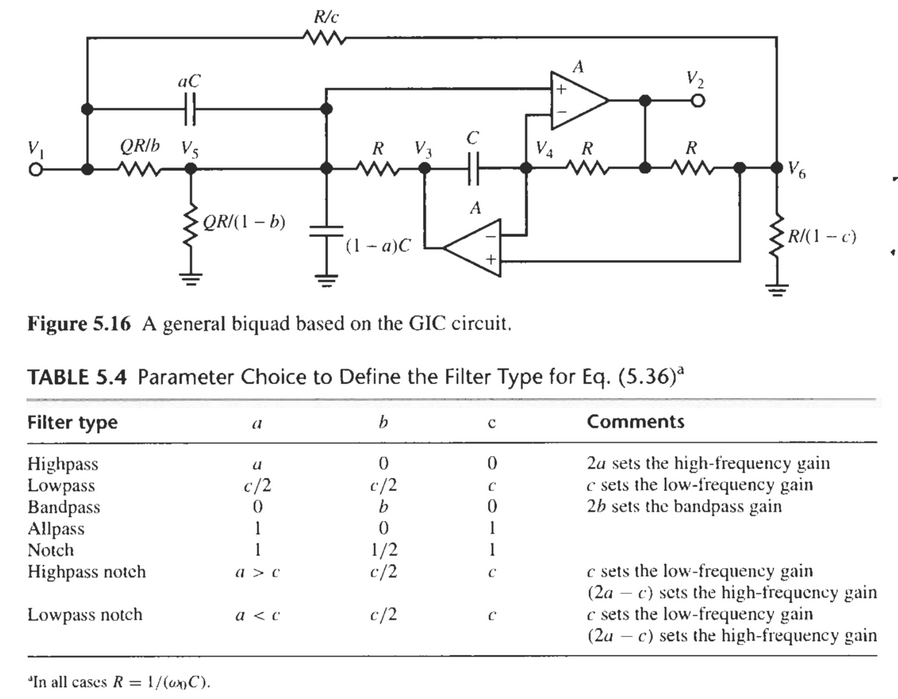 R/c
aC
A
V2
V1
QR/b
V5
R
V3
C
V4
R
R
V6
QR/(1 − b)
(1 − a)C
A
R/(1 − c)
+
−
−
+
Figure 5.16 A general biquad based on the GIC circuit.
TABLE 5.4 Parameter Choice to Define the Filter Type for Eq. (5.36)ᵃ
Filter type a b c Comments
Highpass a 0 0 2a sets the high-frequency gain
Lowpass c/2 c/2 c c sets the low-frequency gain
Bandpass 0 b 0 2b sets the bandpass gain
Allpass 1 0 1
Notch 1 1/2 1
Highpass notch a > c c/2 c c sets the low-frequency gain
(2a − c) sets the high-frequency gain
Lowpass notch a < c c/2 c c sets the low-frequency gain
(2a − c) sets the high-frequency gain
ᵃIn all cases R = 1/(ω₀C).